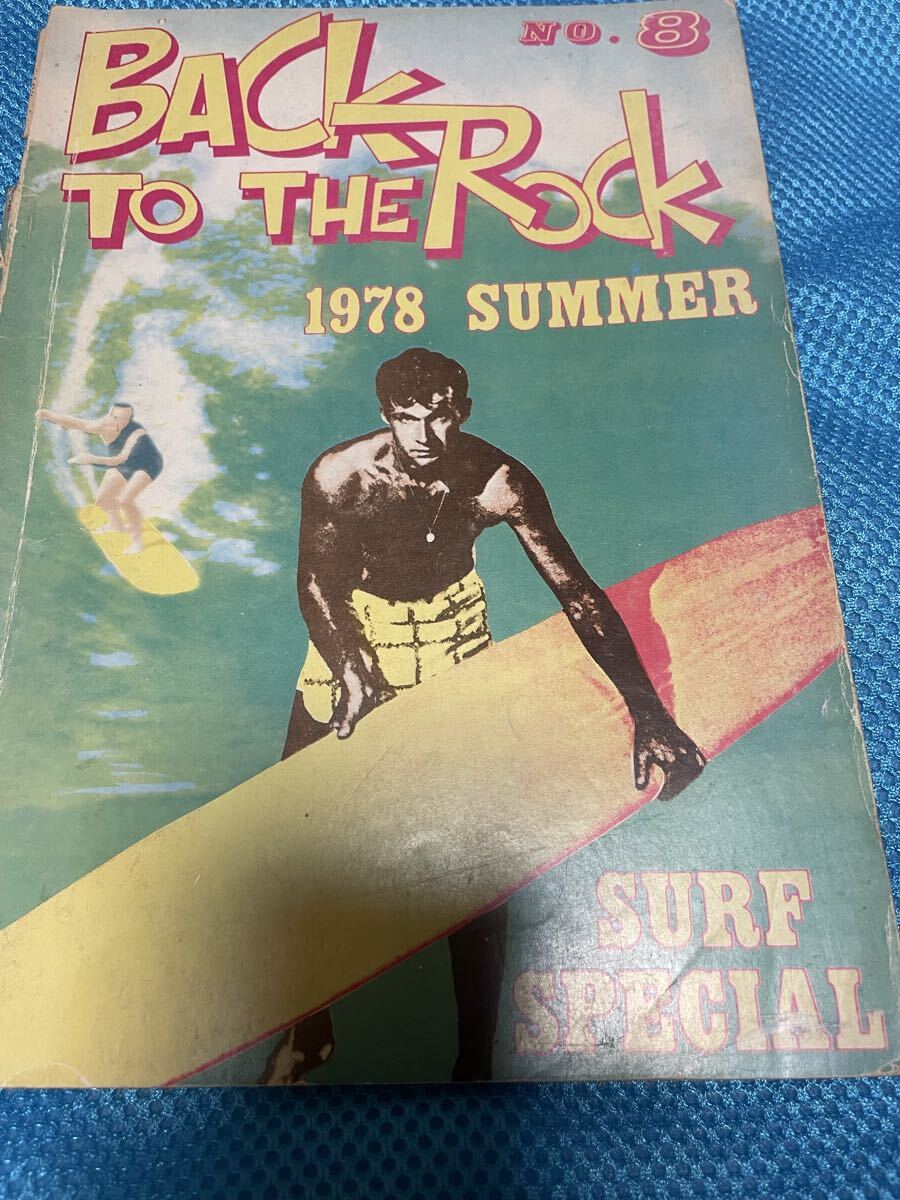 NO. 8
BACK
TO THE ROCK
1978 SUMMER
SURF
SPECIAL